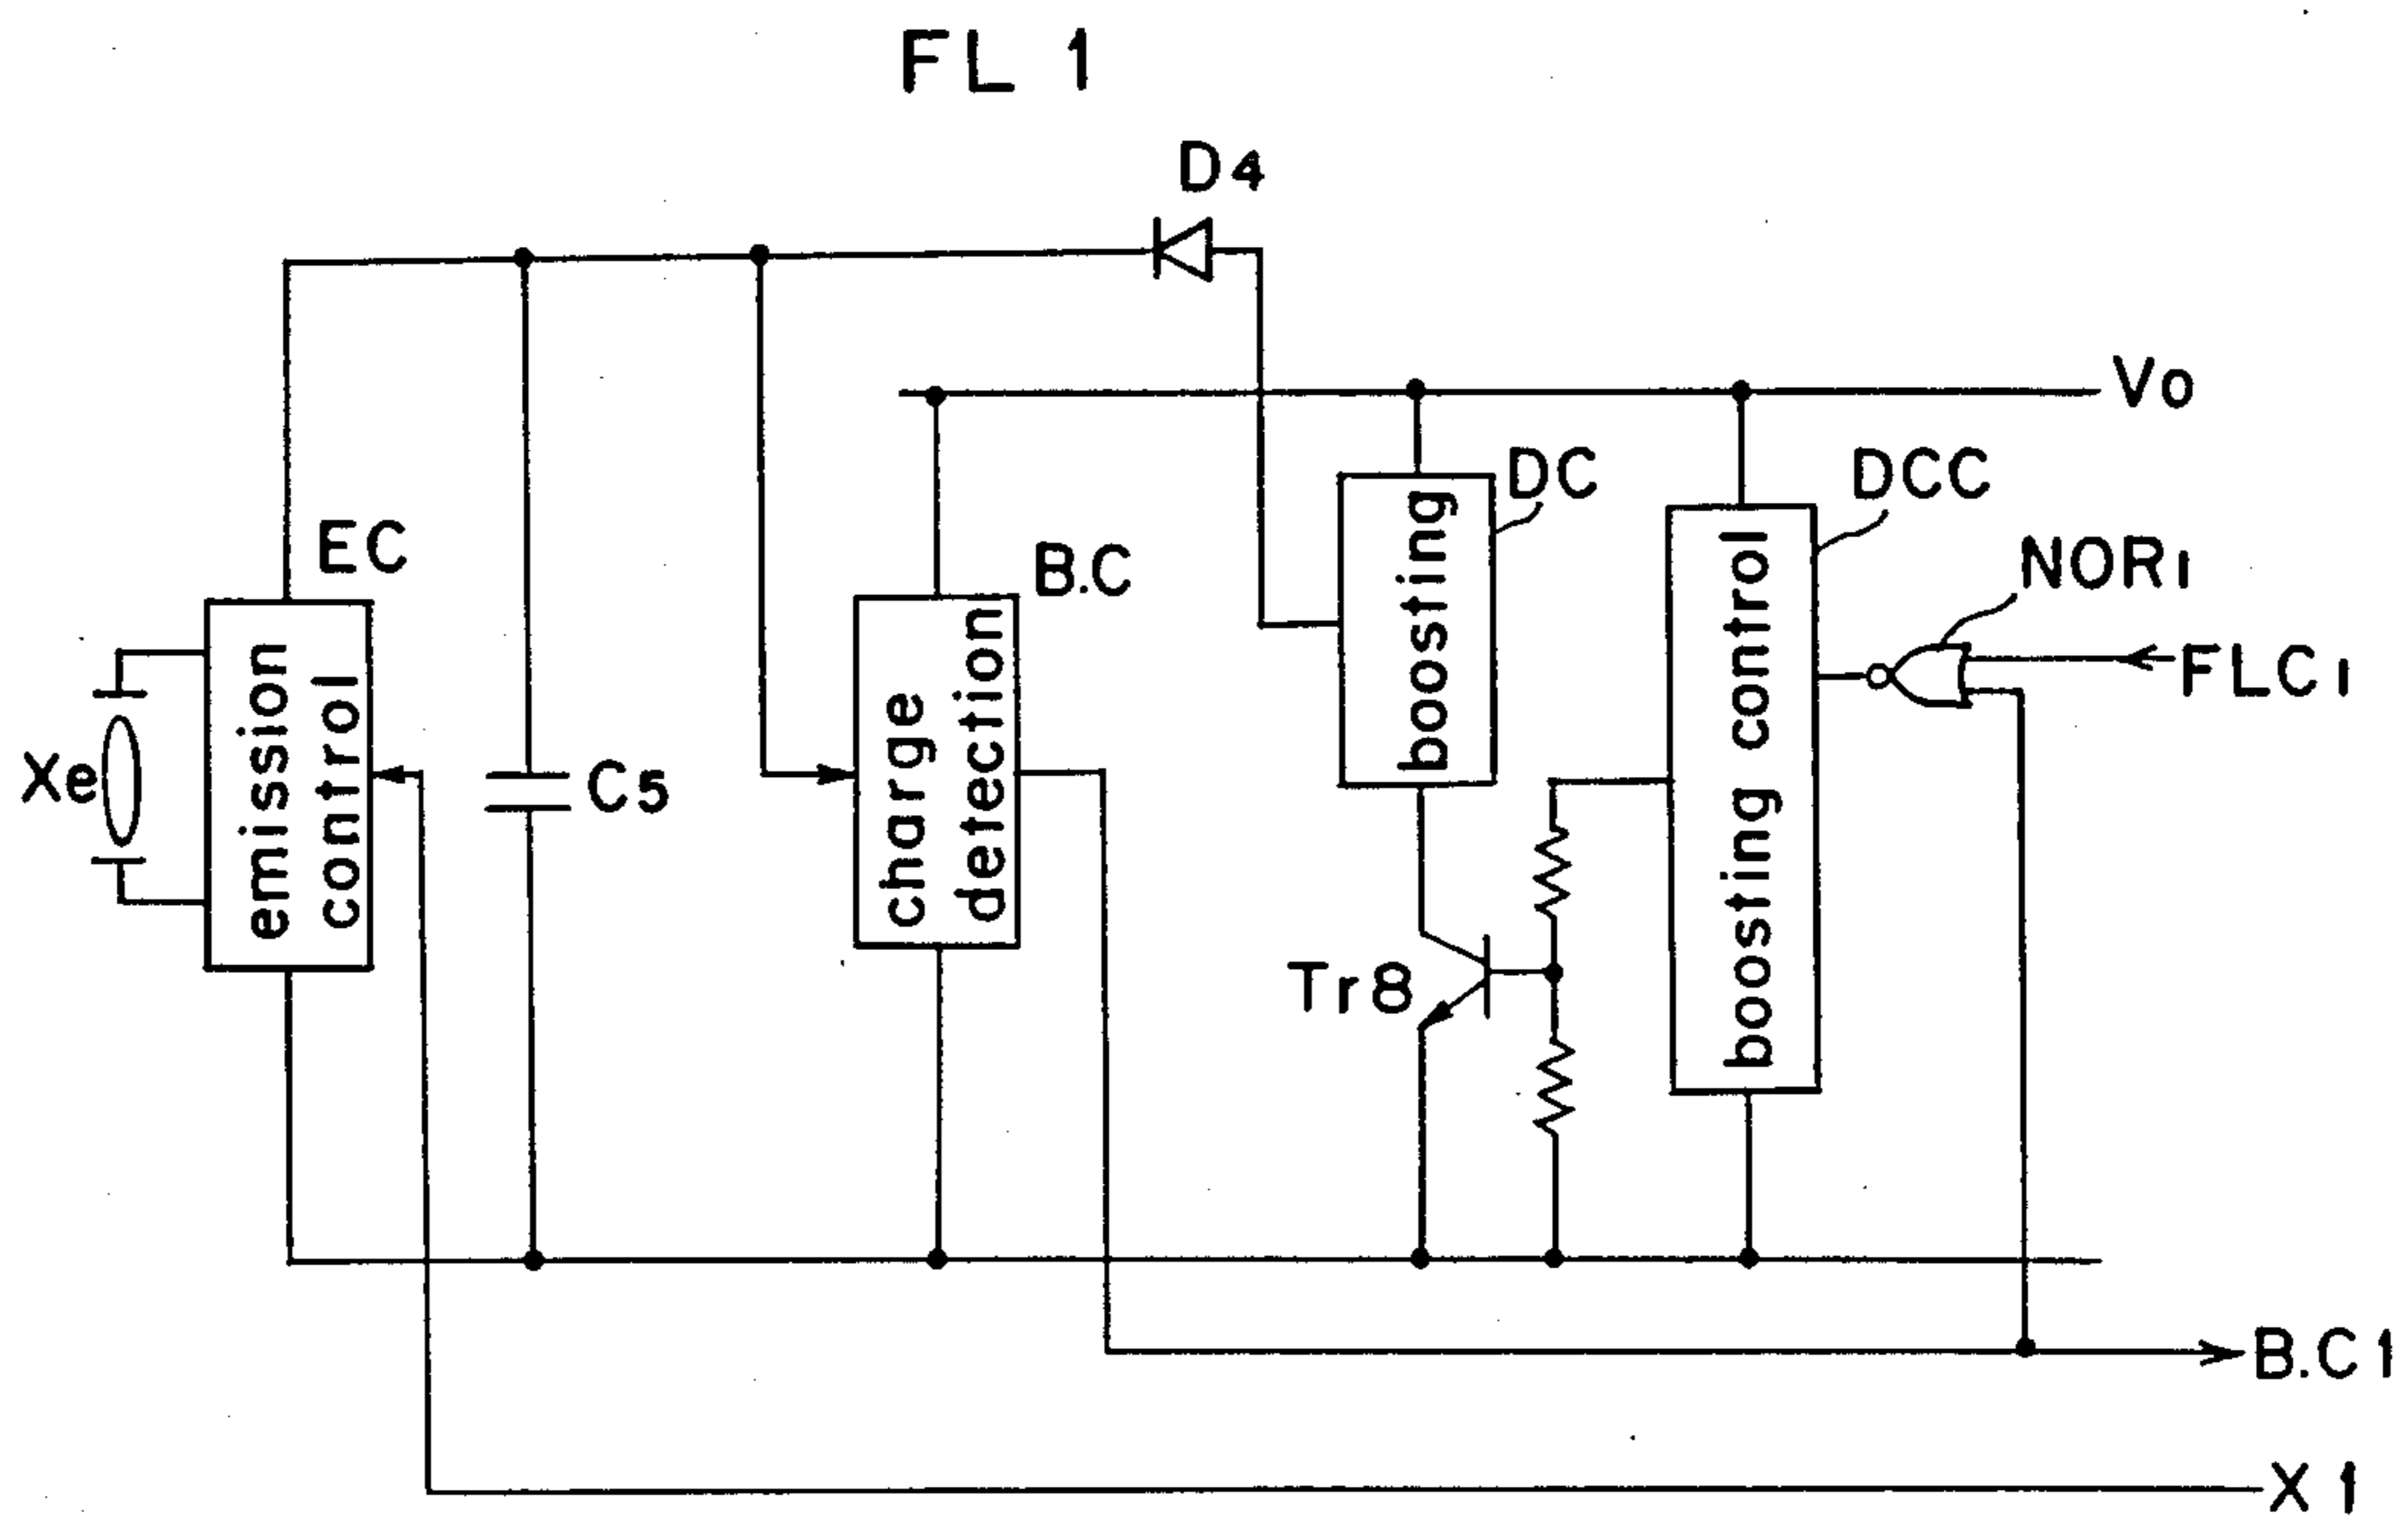 FL 1
D4
Vo
DC
DCC
EC
B.C
NOR1
FLC1
boosting
boosting control
emission
control
charge
detection
Xe
C5
Tr8
B.C1
X1